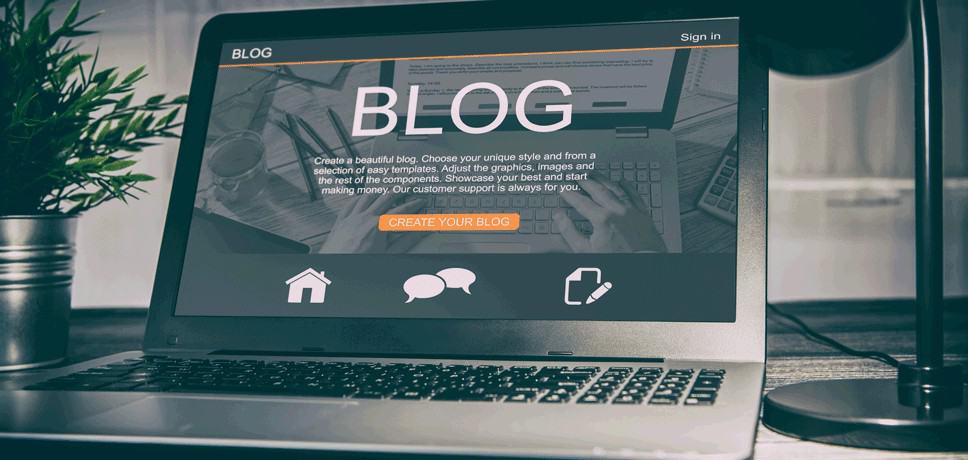 BLOG
Sign in
BLOG
Create a beautiful blog. Choose your unique style and from a
selection of easy templates. Adjust the graphics, images and
the rest of the components. Showcase your best and start
making money. Our customer support is always for you.
CREATE YOUR BLOG